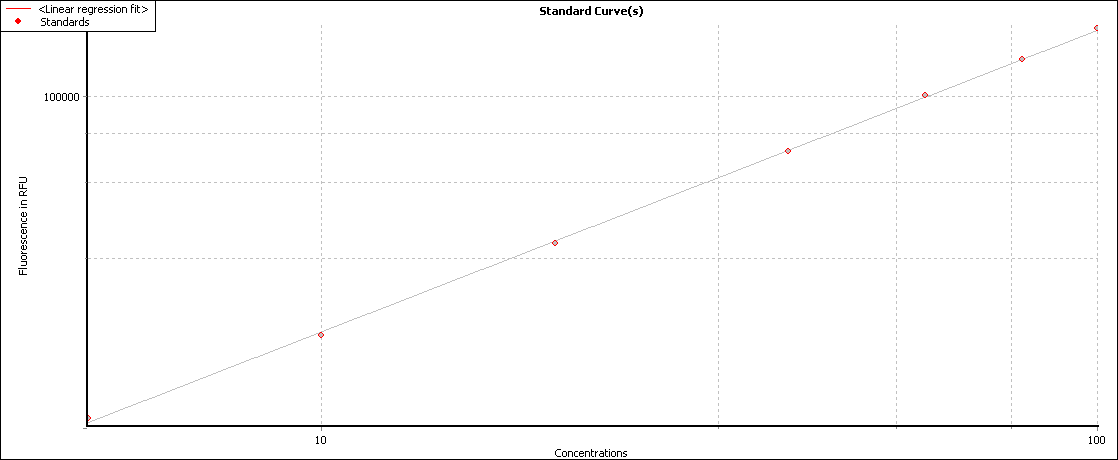 Standard Curve(s)
<Linear regression fit>
Standards
100000
Fluorescence in RFU
10
100
Concentrations